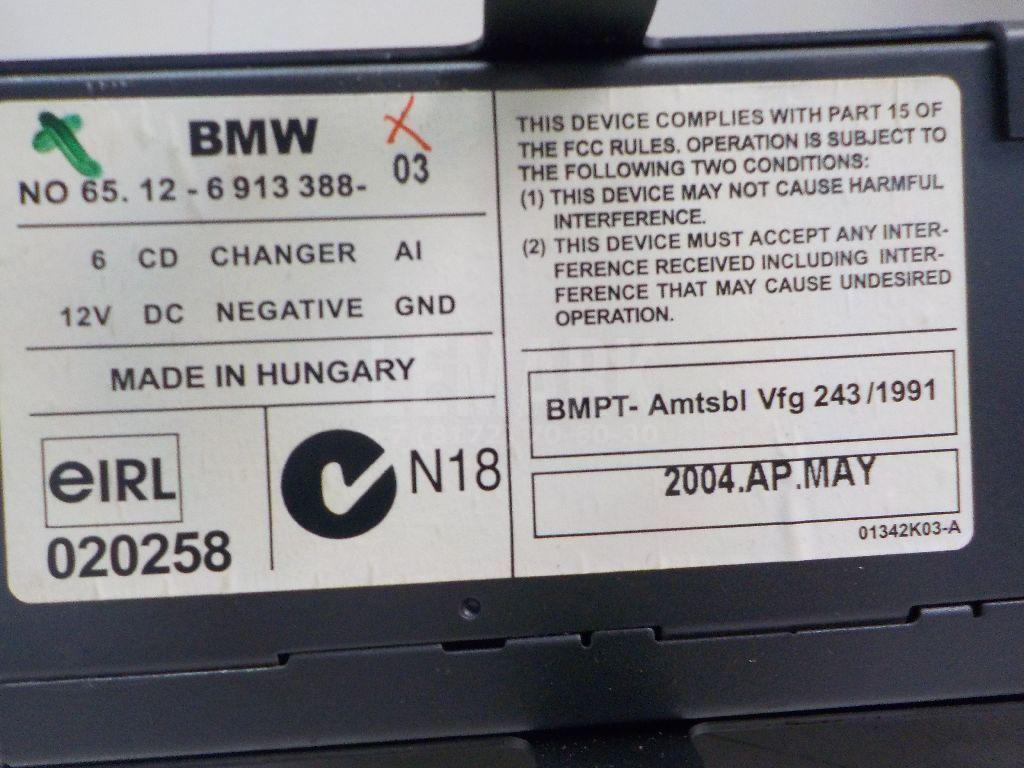 BMW
NO 65. 12 - 6 913 388- 03
6 CD CHANGER AI
12V DC NEGATIVE GND
MADE IN HUNGARY
eIRL
020258
N18
THIS DEVICE COMPLIES WITH PART 15 OF
THE FCC RULES. OPERATION IS SUBJECT TO
THE FOLLOWING TWO CONDITIONS:
(1) THIS DEVICE MAY NOT CAUSE HARMFUL
INTERFERENCE.
(2) THIS DEVICE MUST ACCEPT ANY INTER-
FERENCE RECEIVED INCLUDING INTER-
FERENCE THAT MAY CAUSE UNDESIRED
OPERATION.
BMPT- Amtsbl Vfg 243/1991
2004.AP.MAY
01342K03-A